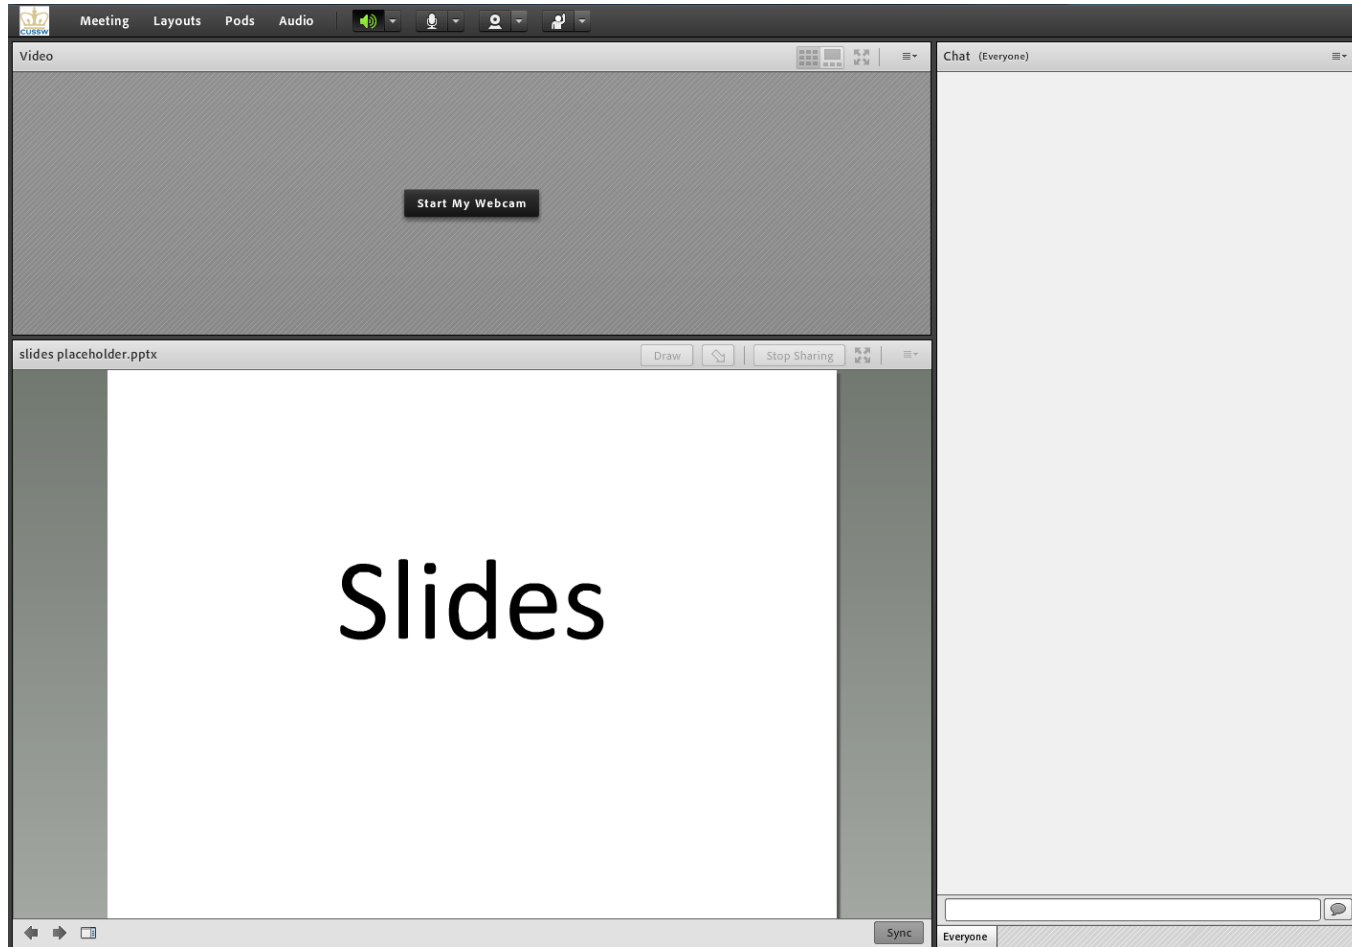 CUSSW
Meeting Layouts Pods Audio
Video
Start My Webcam
slides placeholder.pptx
Draw Stop Sharing
Slides
Sync
Chat (Everyone)
Everyone